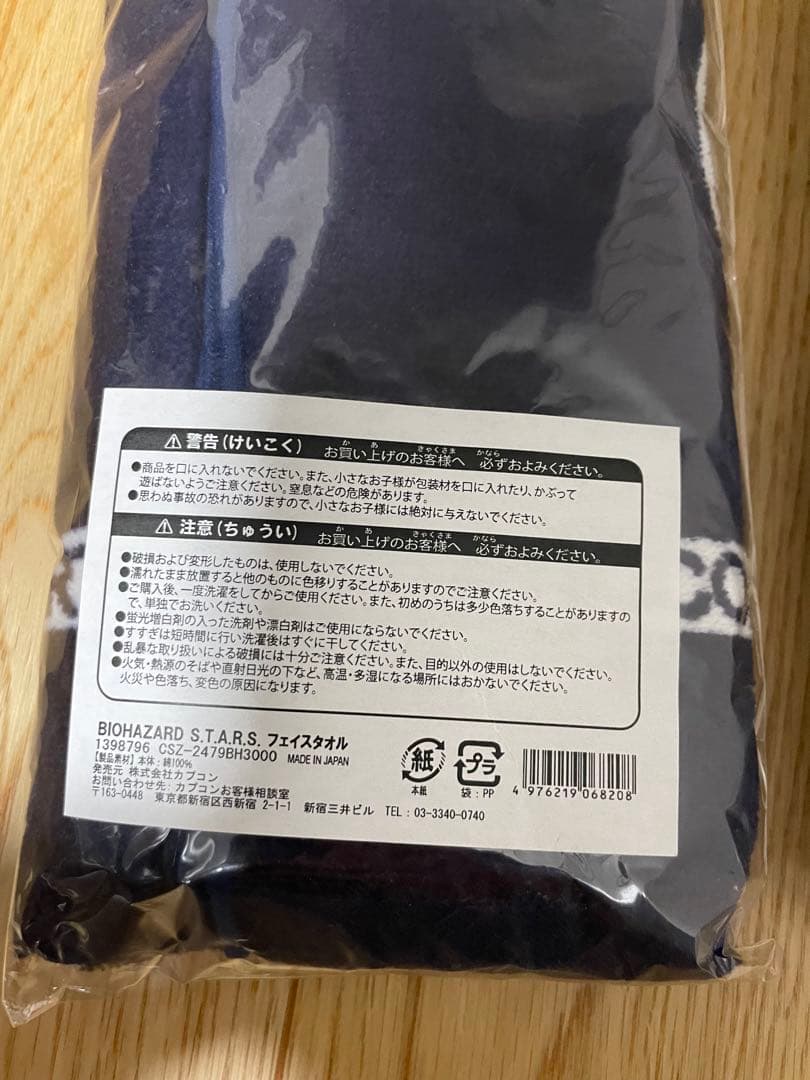 ⚠ 警告(けいこく) お買い上げのお客様へ 必ずおよみください。
●商品を口に入れないでください。また、小さなお子様が包装材を口に入れたり、かぶって
遊ばないようご注意ください。窒息などの危険があります。
●思わぬ事故の恐れがありますので、小さなお子様には絶対に与えないでください。
⚠ 注意(ちゅうい) お買い上げのお客様へ 必ずおよみください。
●破損および変形したものは、使用しないでください。
●濡れたまま放置すると他のものに色移りすることがありますのでご注意ください。
●ご購入後、一度洗濯をしてからご使用ください。また、初めのうちは多少色落ちすることがありますの
で、単独でお洗いください。
●蛍光増白剤の入った洗剤や漂白剤はご使用にならないでください。
●すすぎは短時間に行い洗濯後はすぐに干してください。
●乱暴な取り扱いによる破損には十分ご注意ください。また、目的以外の使用はしないでください。
●火気・熱源のそばや直射日光の下など、高温・多湿になる場所にはおかないでください。
火災や色落ち、変色の原因になります。
BIOHAZARD S.T.A.R.S. フェイスタオル
1398796 CSZ-2479BH3000 MADE IN JAPAN
【製品素材】本体:綿100%
発売元 株式会社カプコン
お問い合わせ先:カプコンお客様相談室
〒163-0448 東京都新宿区西新宿 2-1-1 新宿三井ビル TEL:03-3340-0740
紙
本紙
プラ
袋:PP
4 976219 068208